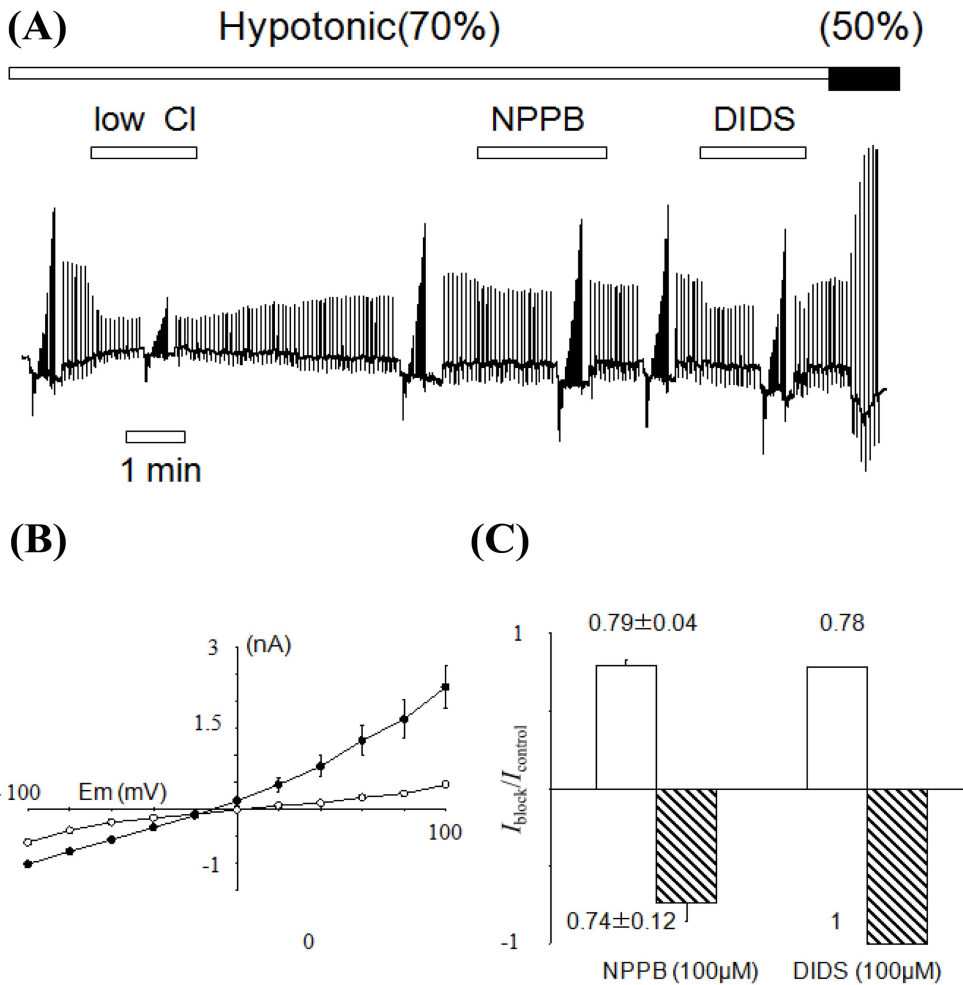 (A) Hypotonic(70%) (50%)
low Cl NPPB DIDS
1 min
(B)
3 (nA)
1.5
-100 Em (mV)
100
-1
0
(C)
1 0.79±0.04 0.78
Iblock/Icontrol
0.74±0.12 1
-1
NPPB (100μM) DIDS (100μM)